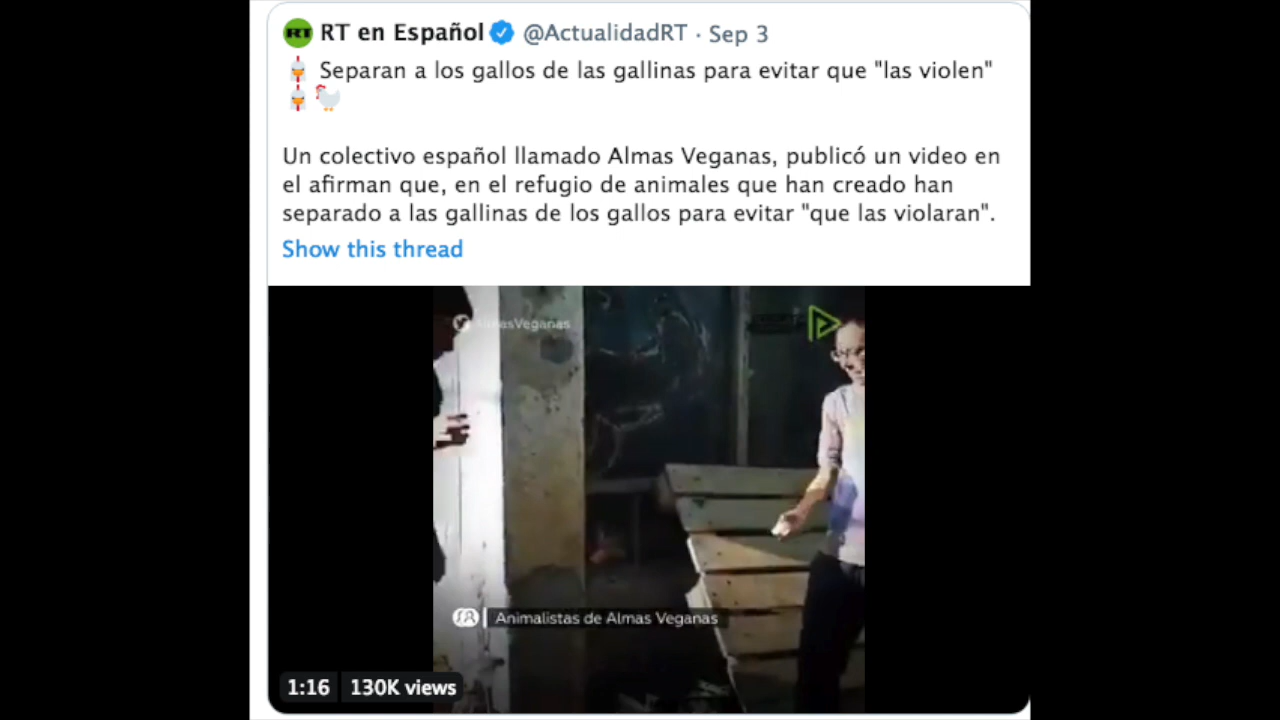 RT RT en Español @ActualidadRT · Sep 3
Separan a los gallos de las gallinas para evitar que "las violen"
Un colectivo español llamado Almas Veganas, publicó un video en
el afirman que, en el refugio de animales que han creado han
separado a las gallinas de los gallos para evitar "que las violaran".
Show this thread
Animalistas de Almas Veganas
1:16 130K views